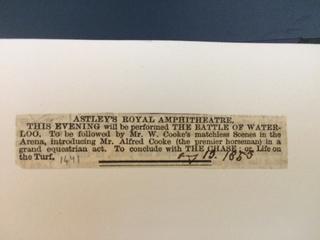 ASTLEY'S ROYAL AMPHITHEATRE.
THIS EVENING will be performed THE BATTLE OF WATER-
LOO. To be followed by Mr. W. Cooke's matchless Scenes in the
Arena, introducing Mr. Alfred Cooke (the premier horseman) in a
grand equestrian act. To conclude with THE CHASE; or, Life on
the Turf.
1853